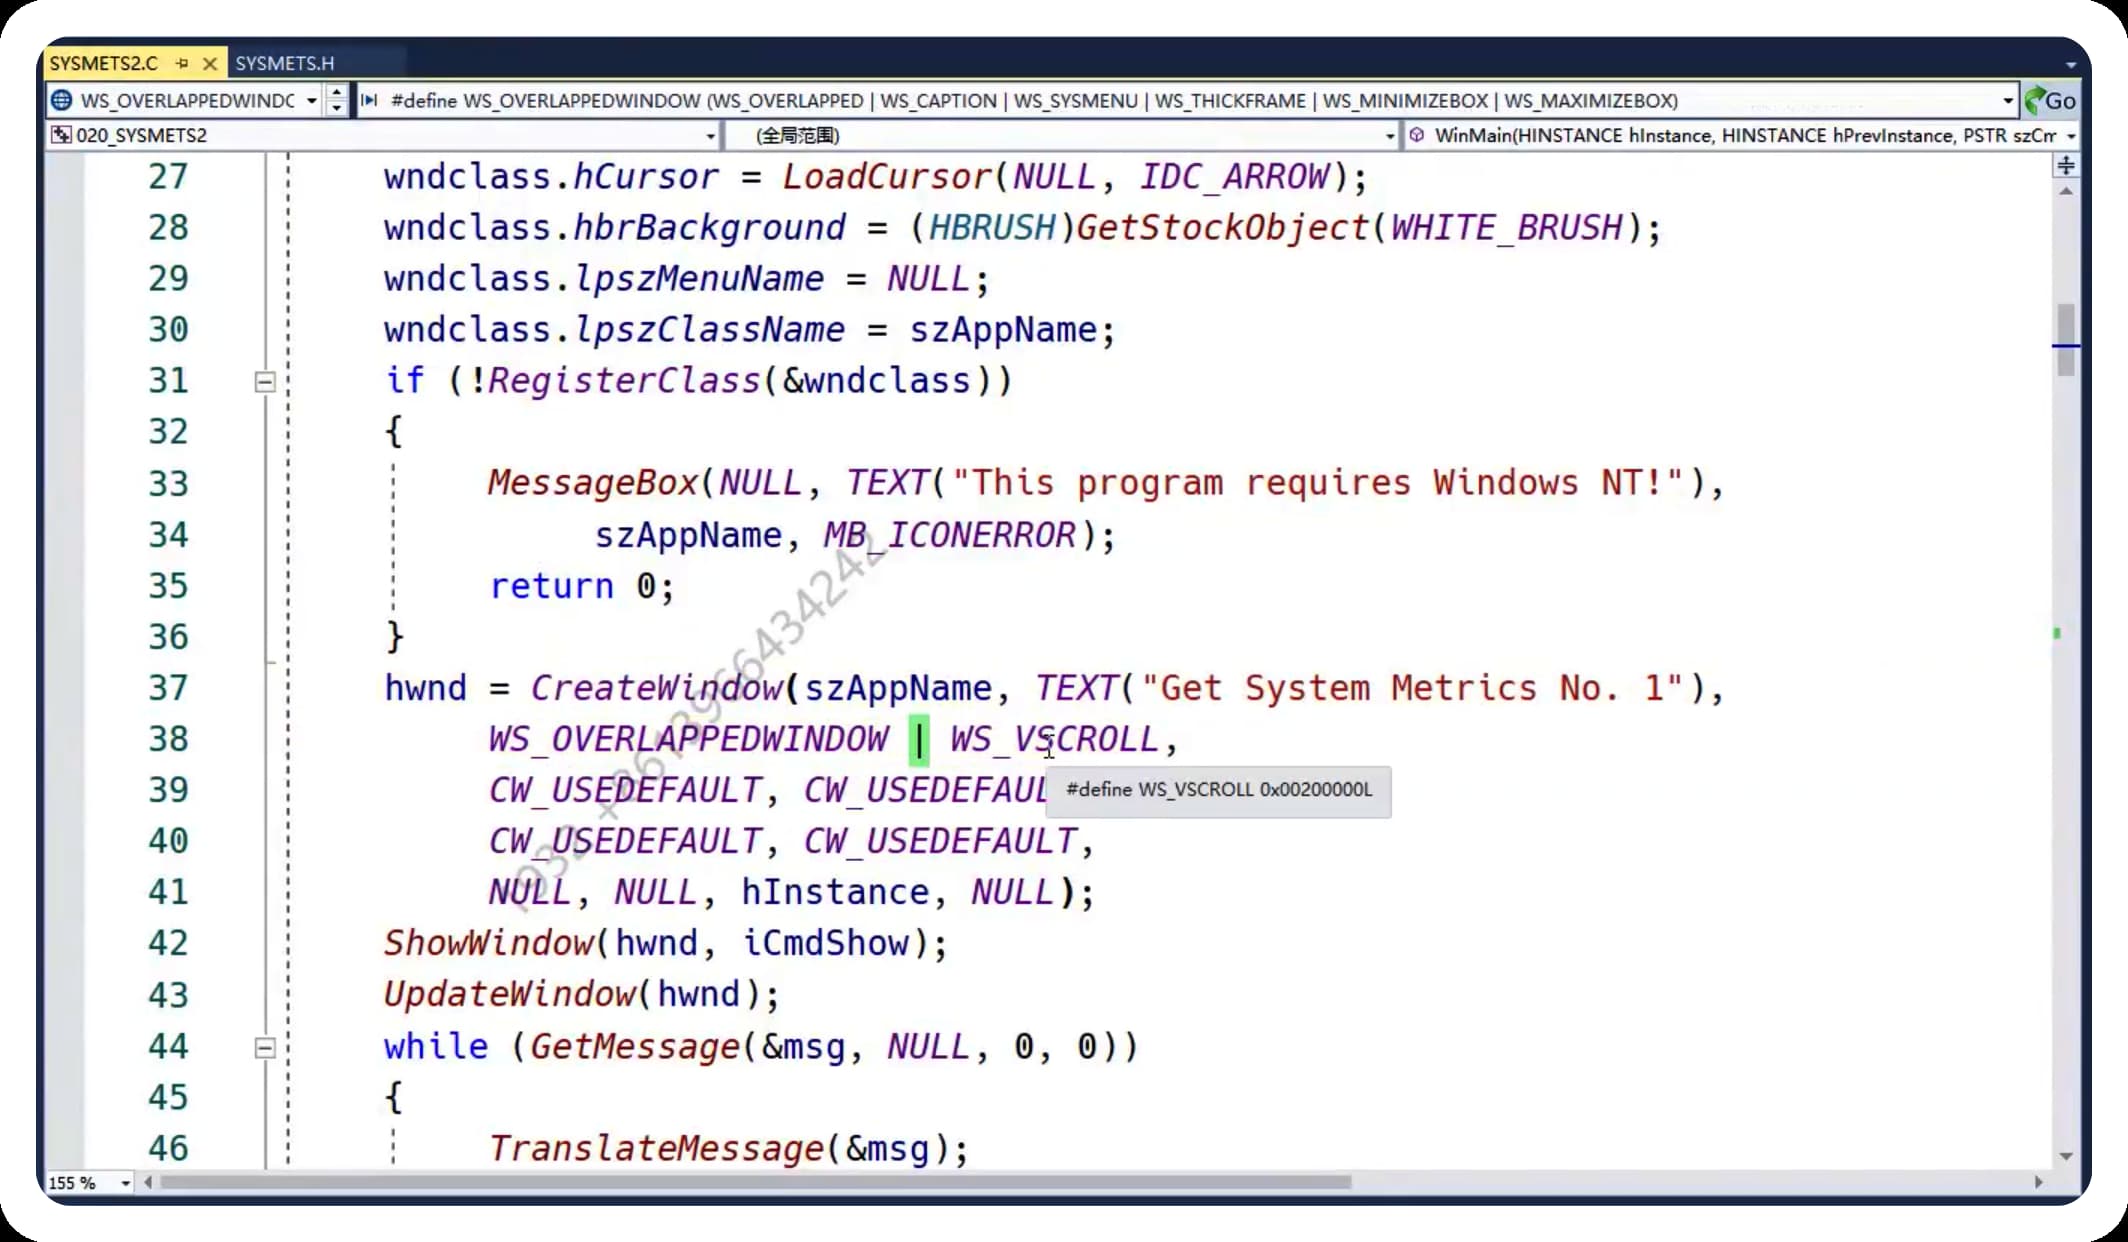 SYSMETS2.C SYSMETS.H
WS_OVERLAPPEDWINDC #define WS_OVERLAPPEDWINDOW (WS_OVERLAPPED | WS_CAPTION | WS_SYSMENU | WS_THICKFRAME | WS_MINIMIZEBOX | WS_MAXIMIZEBOX) Go
020_SYSMETS2 (全局范围) WinMain(HINSTANCE hInstance, HINSTANCE hPrevInstance, PSTR szCm
27 wndclass.hCursor = LoadCursor(NULL, IDC_ARROW);
28 wndclass.hbrBackground = (HBRUSH)GetStockObject(WHITE_BRUSH);
29 wndclass.lpszMenuName = NULL;
30 wndclass.lpszClassName = szAppName;
31 if (!RegisterClass(&wndclass))
32 {
33 MessageBox(NULL, TEXT("This program requires Windows NT!"),
34 szAppName, MB_ICONERROR);
35 return 0;
36 }
37 hwnd = CreateWindow(szAppName, TEXT("Get System Metrics No. 1"),
38 WS_OVERLAPPEDWINDOW | WS_VSCROLL,
39 CW_USEDEFAULT, CW_USEDEFAUL
#define WS_VSCROLL 0x00200000L
40 CW_USEDEFAULT, CW_USEDEFAULT,
41 NULL, NULL, hInstance, NULL);
42 ShowWindow(hwnd, iCmdShow);
43 UpdateWindow(hwnd);
44 while (GetMessage(&msg, NULL, 0, 0))
45 {
46 TranslateMessage(&msg);
155 %